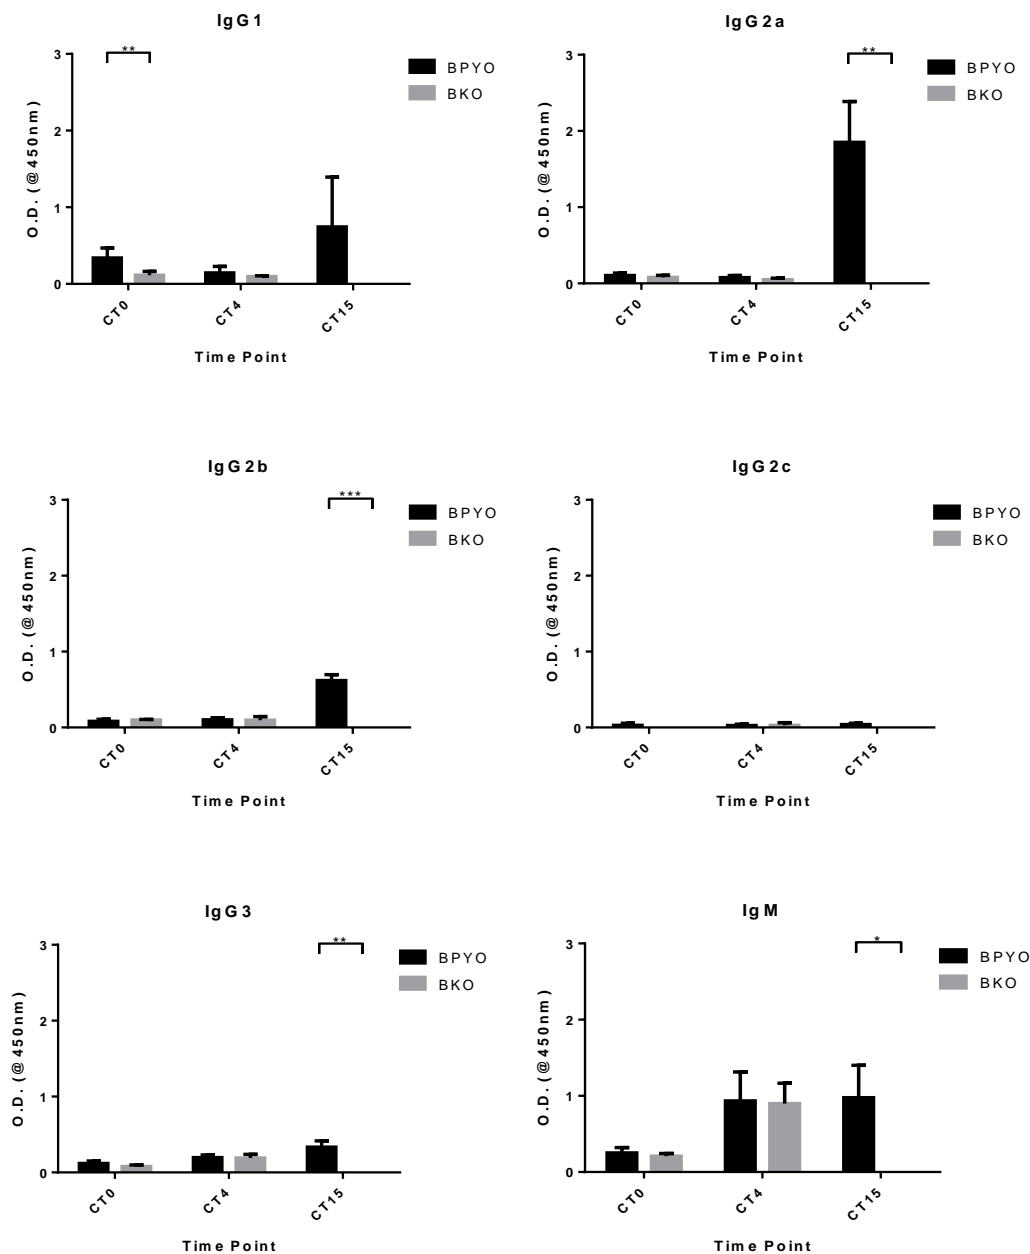 IgG1
**
3
2
1
0
O.D. (@450nm)
BPYO
BKO
CT0
CT4
CT15
Time Point
IgG2a
**
3
2
1
0
O.D. (@450nm)
BPYO
BKO
CT0
CT4
CT15
Time Point
IgG2b
***
3
2
1
0
O.D. (@450nm)
BPYO
BKO
CT0
CT4
CT15
Time Point
IgG2c
3
2
1
0
O.D. (@450nm)
BPYO
BKO
CT0
CT4
CT15
Time Point
IgG3
**
3
2
1
0
O.D. (@450nm)
BPYO
BKO
CT0
CT4
CT15
Time Point
IgM
*
3
2
1
0
O.D. (@450nm)
BPYO
BKO
CT0
CT4
CT15
Time Point